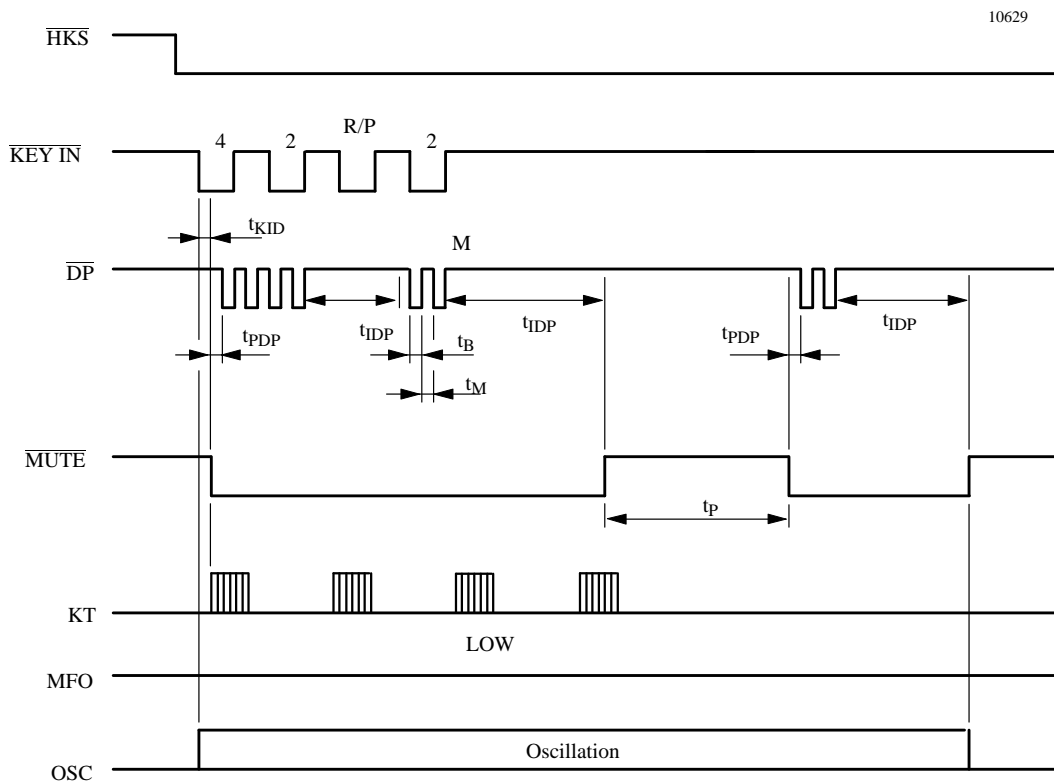 10629
HKS
R/P
4 2 2
KEY IN
tKID
M
DP
tPDP tIDP tB tIDP tPDP tIDP
tM
MUTE
tP
KT
LOW
MFO
Oscillation
OSC